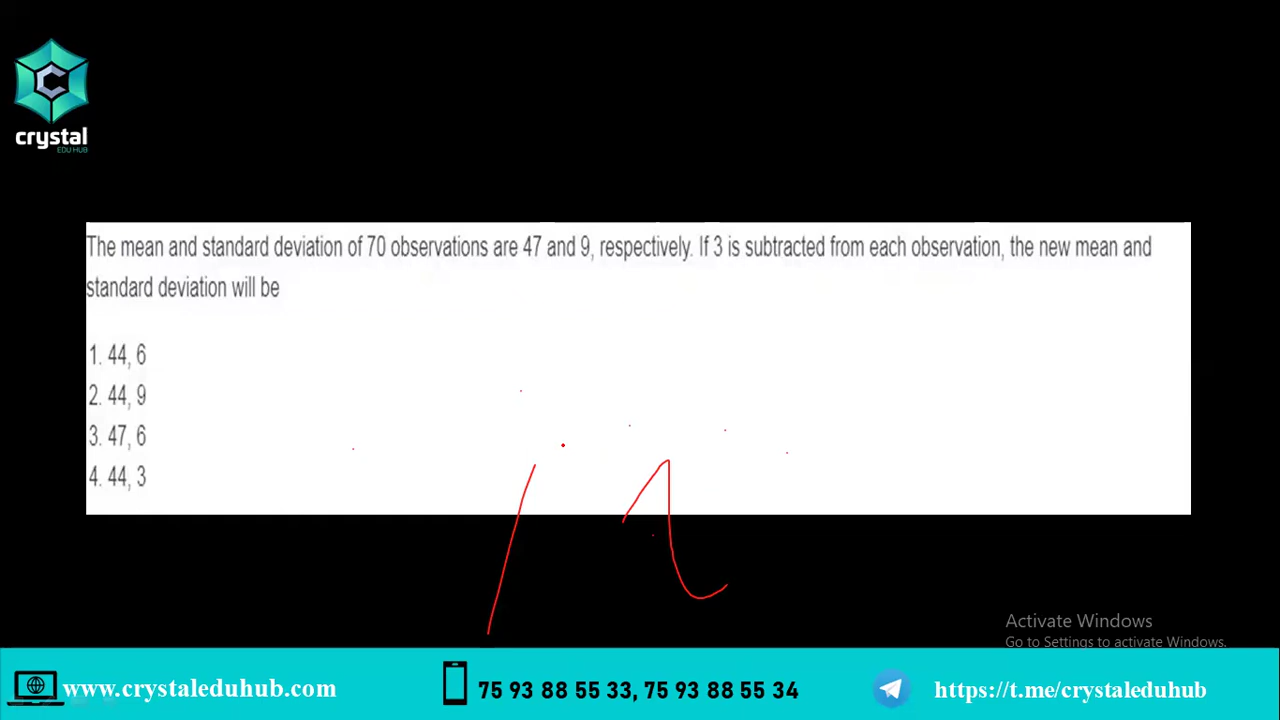 crystal
EDU HUB
The mean and standard deviation of 70 observations are 47 and 9, respectively. If 3 is subtracted from each observation, the new mean and
standard deviation will be
1. 44, 6
2. 44, 9
3. 47, 6
4. 44, 3
Activate Windows
Go to Settings to activate Windows.
www.crystaleduhub.com
75 93 88 55 33, 75 93 88 55 34
https://t.me/crystaleduhub